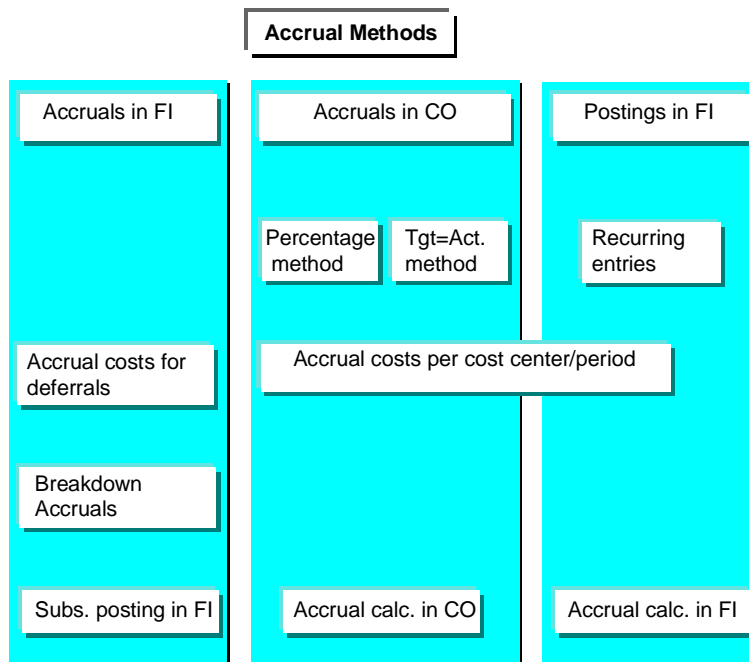 Accrual Methods
Accruals in FI
Accruals in CO
Postings in FI
Percentage
method
Tgt=Act.
method
Recurring
entries
Accrual costs for
deferrals
Accrual costs per cost center/period
Breakdown
Accruals
Subs. posting in FI
Accrual calc. in CO
Accrual calc. in FI